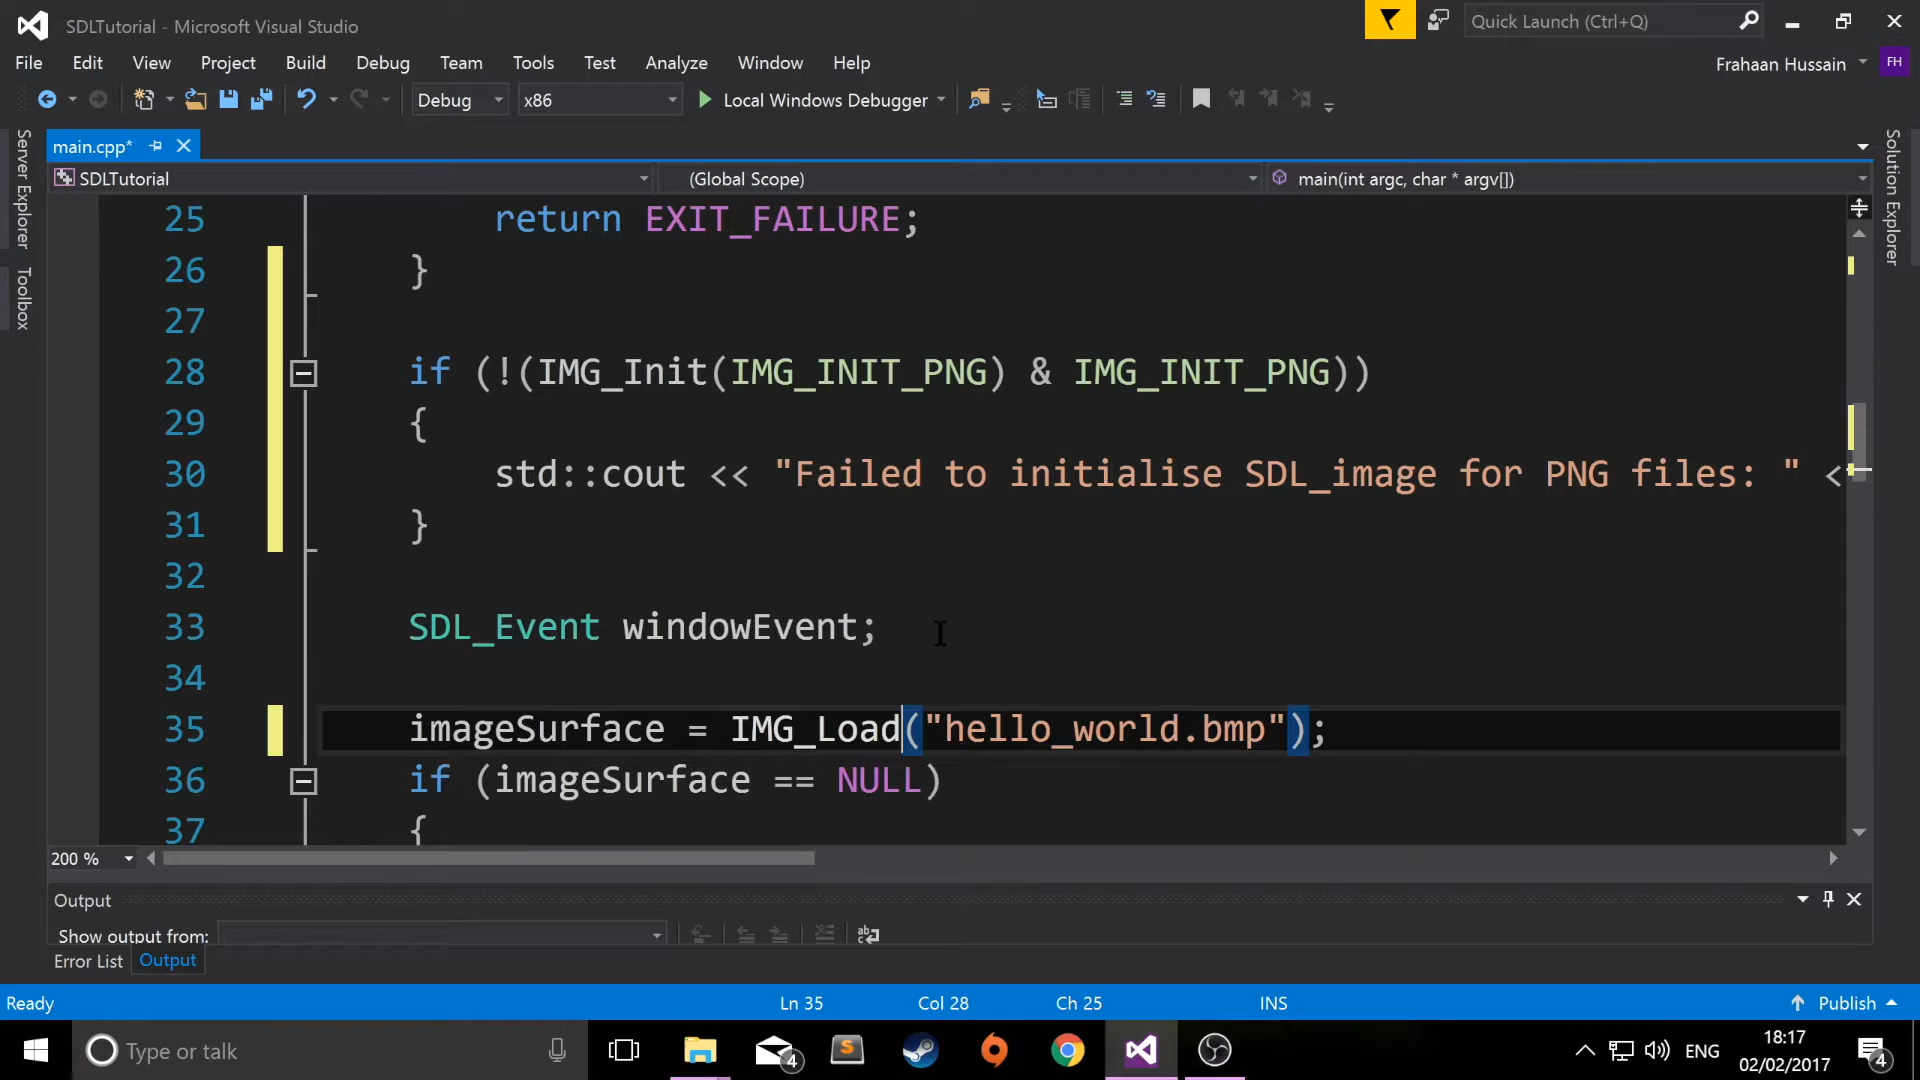 SDLTutorial - Microsoft Visual Studio
Quick Launch (Ctrl+Q)
File Edit View Project Build Debug Team Tools Test Analyze Window Help
Frahaan Hussain FH
Debug x86 Local Windows Debugger
Server Explorer
Toolbox
Solution Explorer
main.cpp*
SDLTutorial (Global Scope) main(int argc, char * argv[])
25 return EXIT_FAILURE;
26 }
27
28 if (!(IMG_Init(IMG_INIT_PNG) & IMG_INIT_PNG))
29 {
30 std::cout << "Failed to initialise SDL_image for PNG files: " <
31 }
32
33 SDL_Event windowEvent;
34
35 imageSurface = IMG_Load("hello_world.bmp");
36 if (imageSurface == NULL)
37 {
200 %
Output
Show output from:
Error List Output
Ready Ln 35 Col 28 Ch 25 INS Publish
Type or talk 4 ENG 18:17 4
02/02/2017